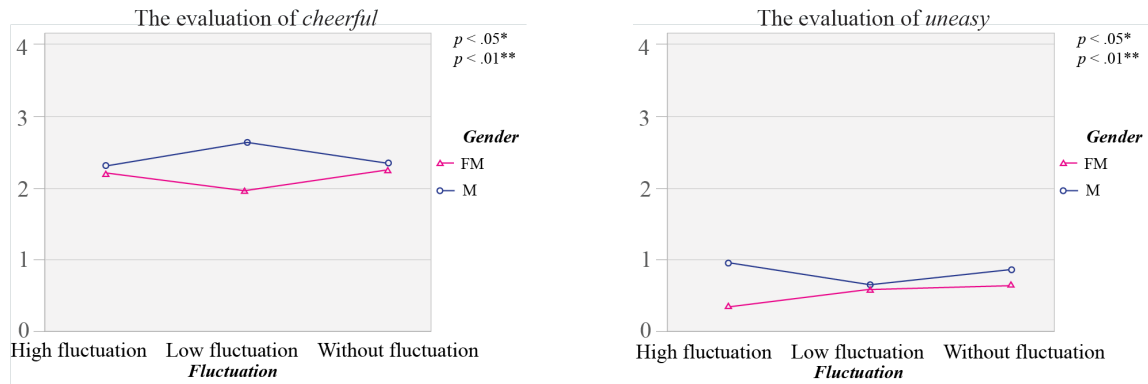 The evaluation of cheerful
p < .05*
p < .01**
4
3
2
1
0
Gender
FM
M
High fluctuation Low fluctuation Without fluctuation
Fluctuation
The evaluation of uneasy
p < .05*
p < .01**
4
3
2
1
0
Gender
FM
M
High fluctuation Low fluctuation Without fluctuation
Fluctuation